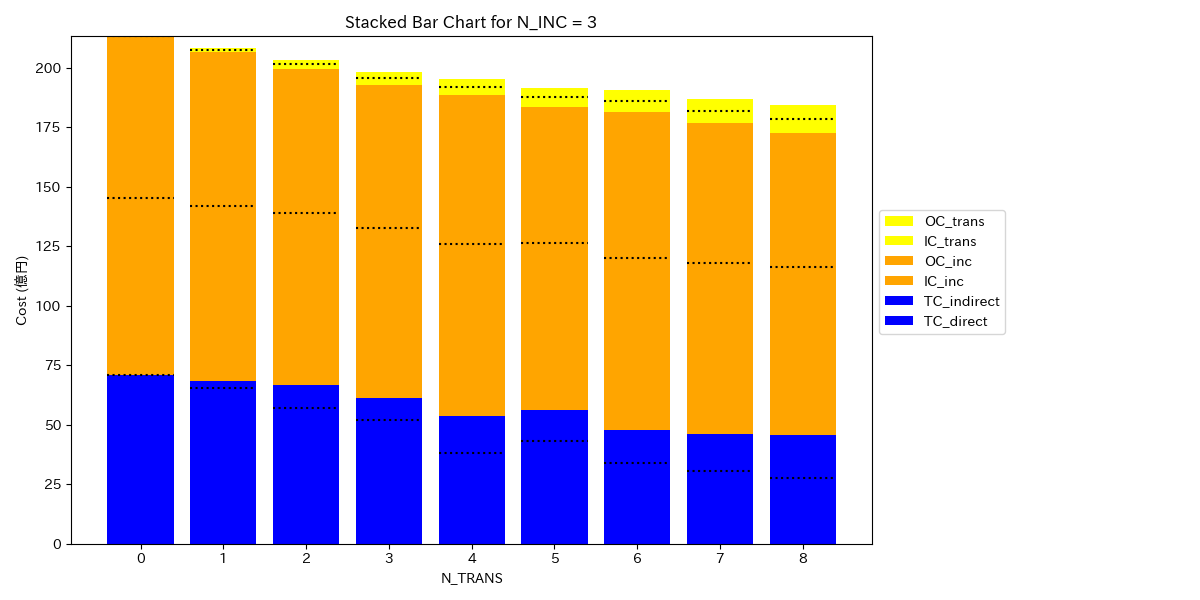 Stacked Bar Chart for N_INC = 3
Cost (億円)
200
175
150
125
100
75
50
25
0
0 1 2 3 4 5 6 7 8
N_TRANS
OC_trans
IC_trans
OC_inc
IC_inc
TC_indirect
TC_direct